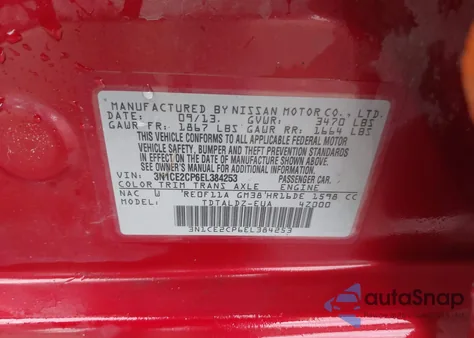 MANUFACTURED BY NISSAN MOTOR CO., LTD.
DATE: 09/13. GVWR: 3470 LBS
GAWR FR: 1867 LBS GAWR RR: 1664 LBS
THIS VEHICLE CONFORMS TO ALL APPLICABLE FEDERAL MOTOR
VEHICLE SAFETY, BUMPER AND THEFT PREVENTION STANDARDS
IN EFFECT ON THE DATE OF MANUFACTURE SHOWN ABOVE.
SEE OWNER'S MANUAL FOR ADDITIONAL INFORMATION
VIN: 3N1CE2CP6EL384253 PASSENGER CAR.
COLOR TRIM TRANS AXLE ENGINE
NAC W RE0F11A GM38 HR16DE 1598 CC
MODEL: TDTALDZ-EUA 42000
3N1CE2CP6EL384253
autoSnap